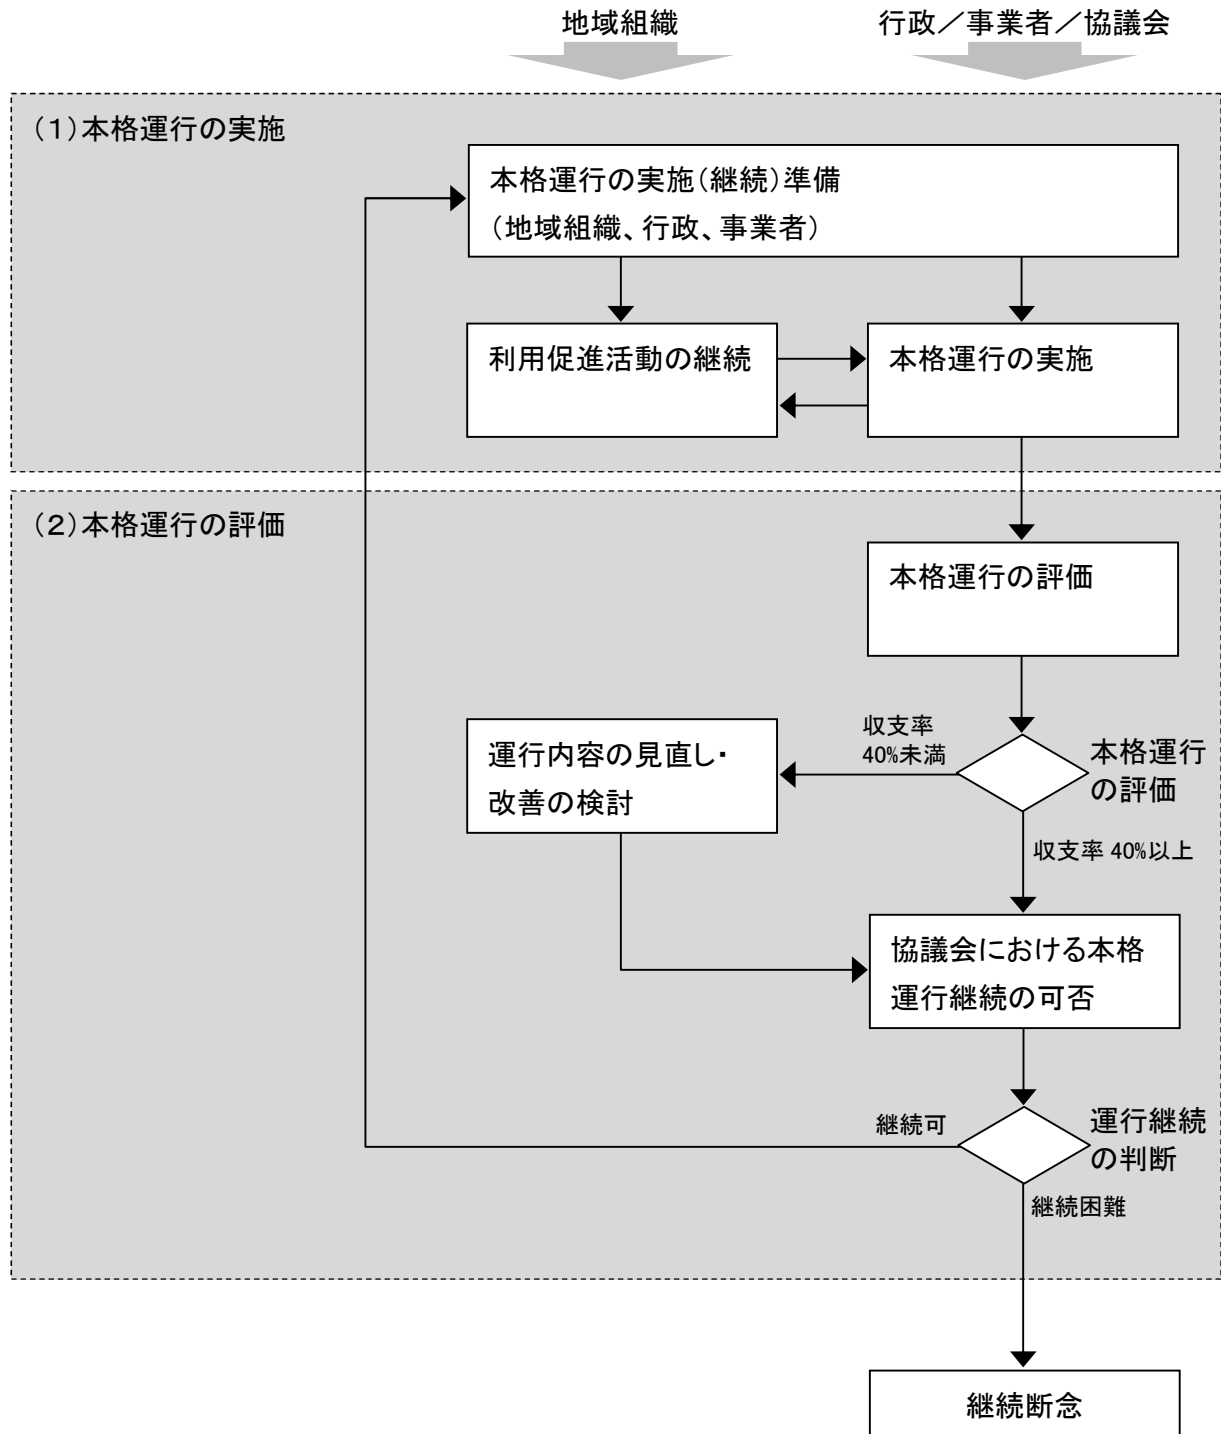 地域組織
行政／事業者／協議会
（１）本格運行の実施
本格運行の実施（継続）準備
（地域組織、行政、事業者）
利用促進活動の継続
本格運行の実施
（２）本格運行の評価
本格運行の評価
収支率
40%未満
本格運行
の評価
運行内容の見直し・
改善の検討
収支率 40%以上
協議会における本格
運行継続の可否
継続可
運行継続
の判断
継続困難
継続断念